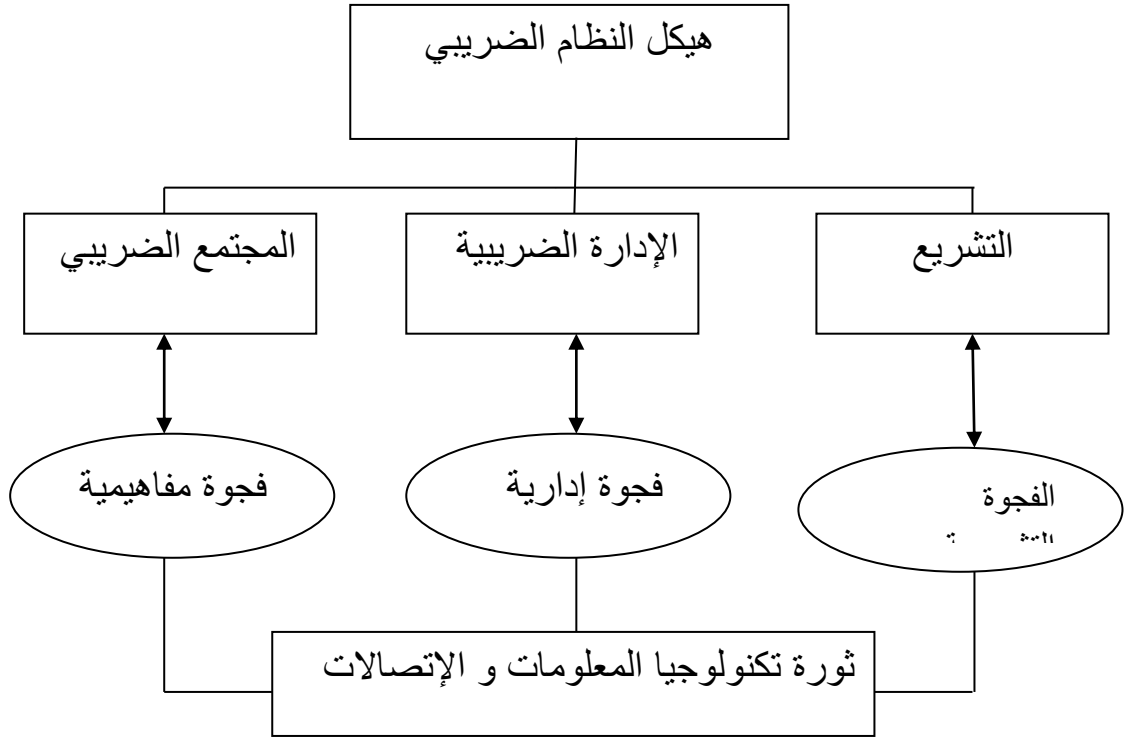 هيكل النظام الضريبي
التشريع
الإدارة الضريبية
المجتمع الضريبي
الفجوة
فجوة إدارية
فجوة مفاهيمية
ثورة تكنولوجيا المعلومات و الإتصالات